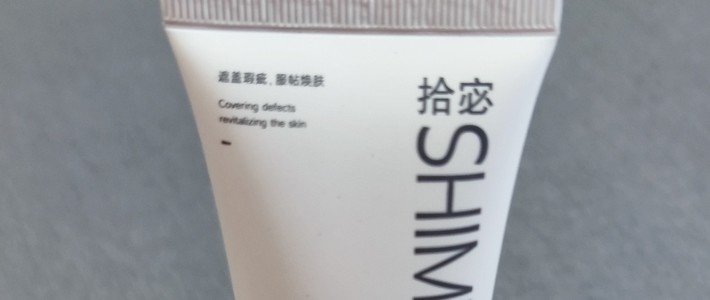 遮盖瑕疵，服帖焕肤
Covering defects
revitalizing the skin
拾宓
SHIM